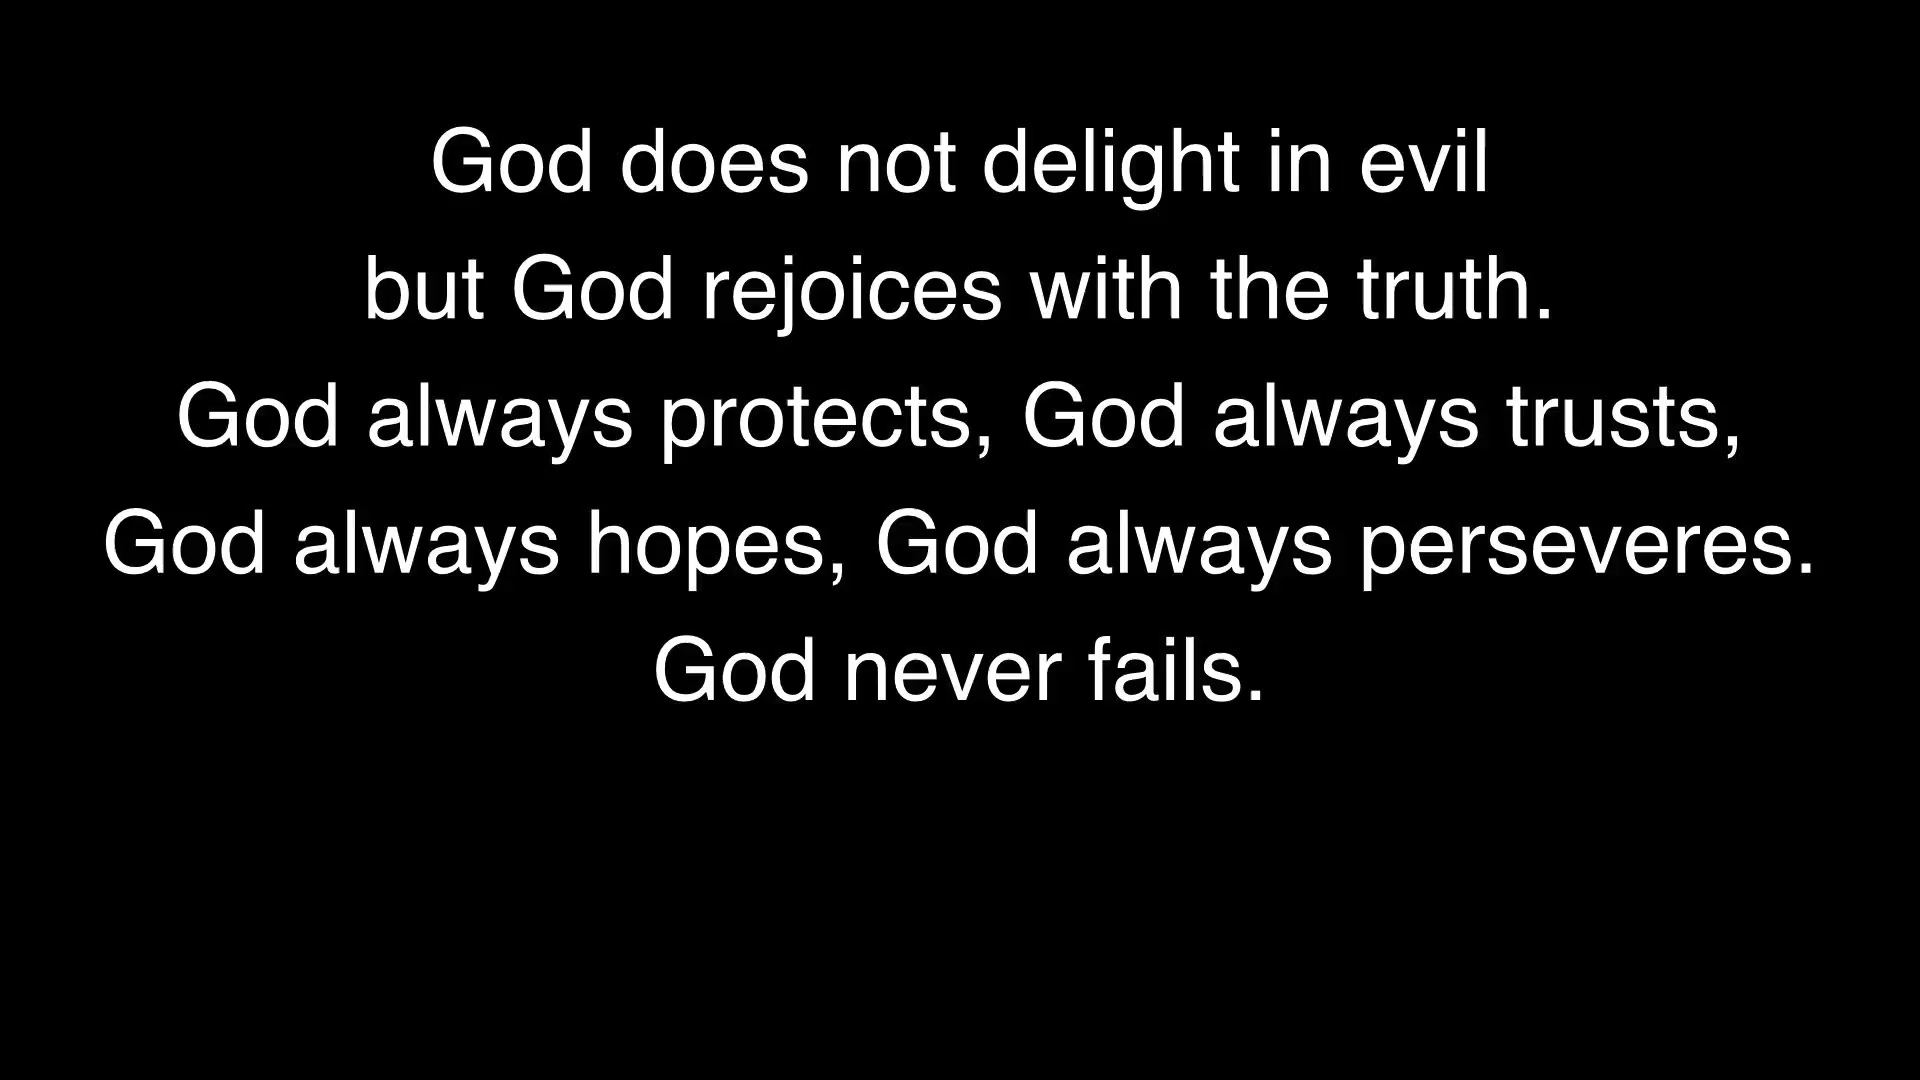 God does not delight in evil
but God rejoices with the truth.
God always protects, God always trusts,
God always hopes, God always perseveres.
God never fails.